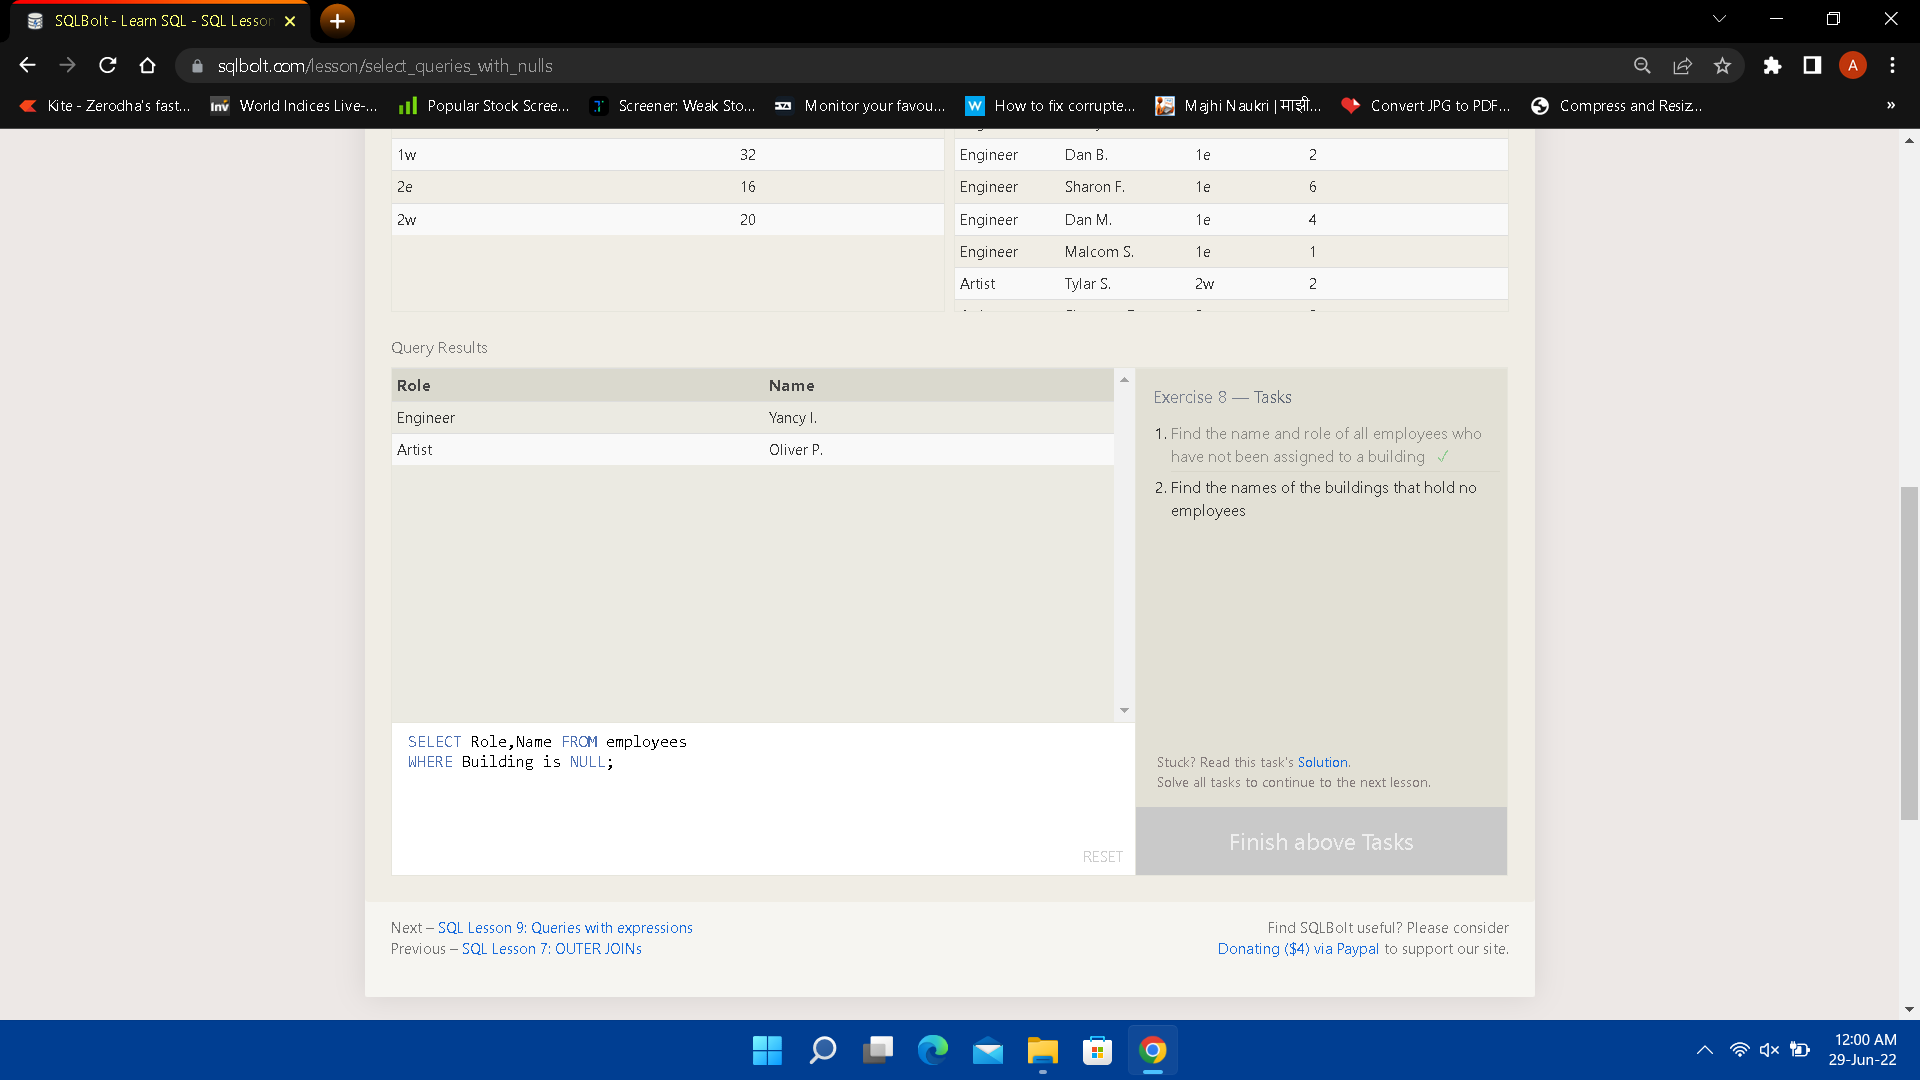 SQLBolt - Learn SQL - SQL Lesson
sqlbolt.com/lesson/select_queries_with_nulls
A
Kite - Zerodha's fast...
Inv World Indices Live-...
Popular Stock Scree...
Screener: Weak Sto...
Monitor your favou...
W How to fix corrupte...
Majhi Naukri | माझी...
Convert JPG to PDF...
Compress and Resiz...
»
1w 32
2e 16
2w 20
Engineer Dan B. 1e 2
Engineer Sharon F. 1e 6
Engineer Dan M. 1e 4
Engineer Malcom S. 1e 1
Artist Tylar S. 2w 2
Query Results
Role Name
Engineer Yancy I.
Artist Oliver P.
Exercise 8 — Tasks
1. Find the name and role of all employees who
have not been assigned to a building ✓
2. Find the names of the buildings that hold no
employees
SELECT Role,Name FROM employees
WHERE Building is NULL;
RESET
Stuck? Read this task's Solution.
Solve all tasks to continue to the next lesson.
Finish above Tasks
Next – SQL Lesson 9: Queries with expressions
Previous – SQL Lesson 7: OUTER JOINs
Find SQLBolt useful? Please consider
Donating ($4) via Paypal to support our site.
12:00 AM
29-Jun-22